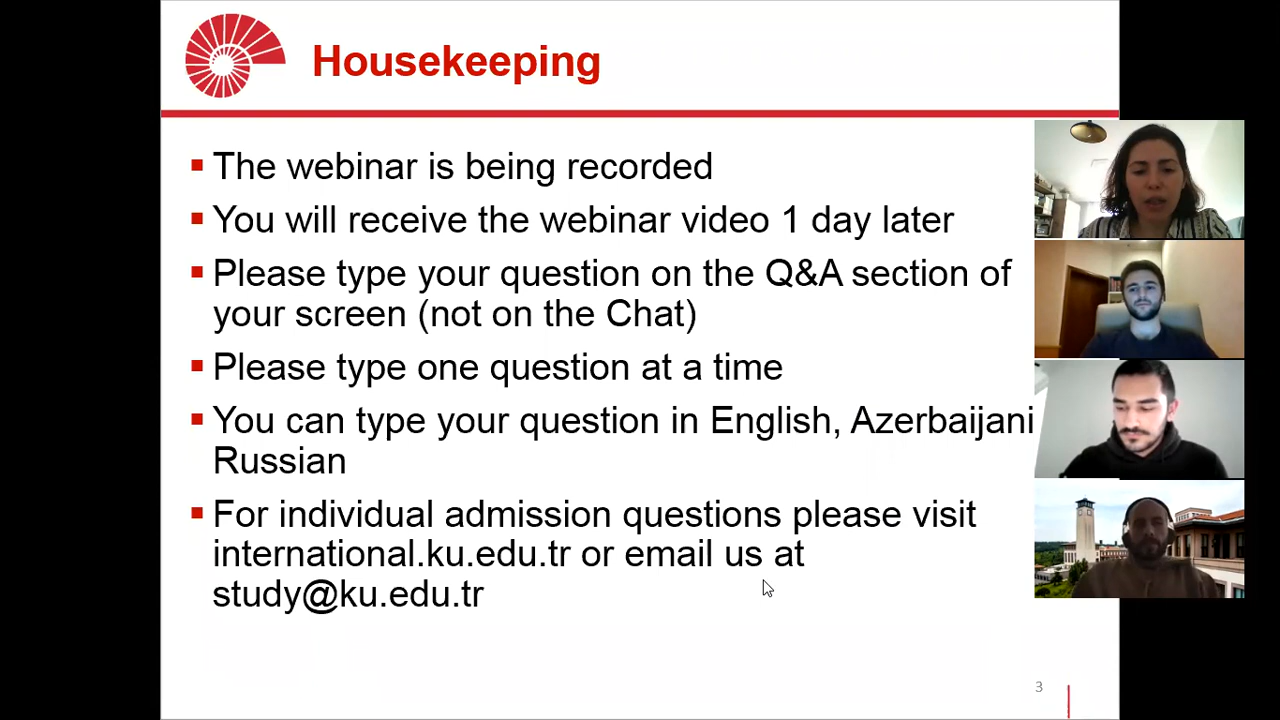 Housekeeping
The webinar is being recorded
You will receive the webinar video 1 day later
Please type your question on the Q&A section of
your screen (not on the Chat)
Please type one question at a time
You can type your question in English, Azerbaijani
Russian
For individual admission questions please visit
international.ku.edu.tr or email us at
study@ku.edu.tr
3